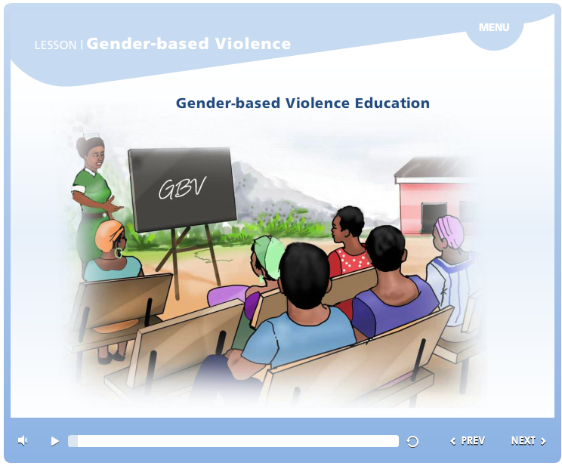 MENU
LESSON | Gender-based Violence
Gender-based Violence Education
GBV
PREV
NEXT